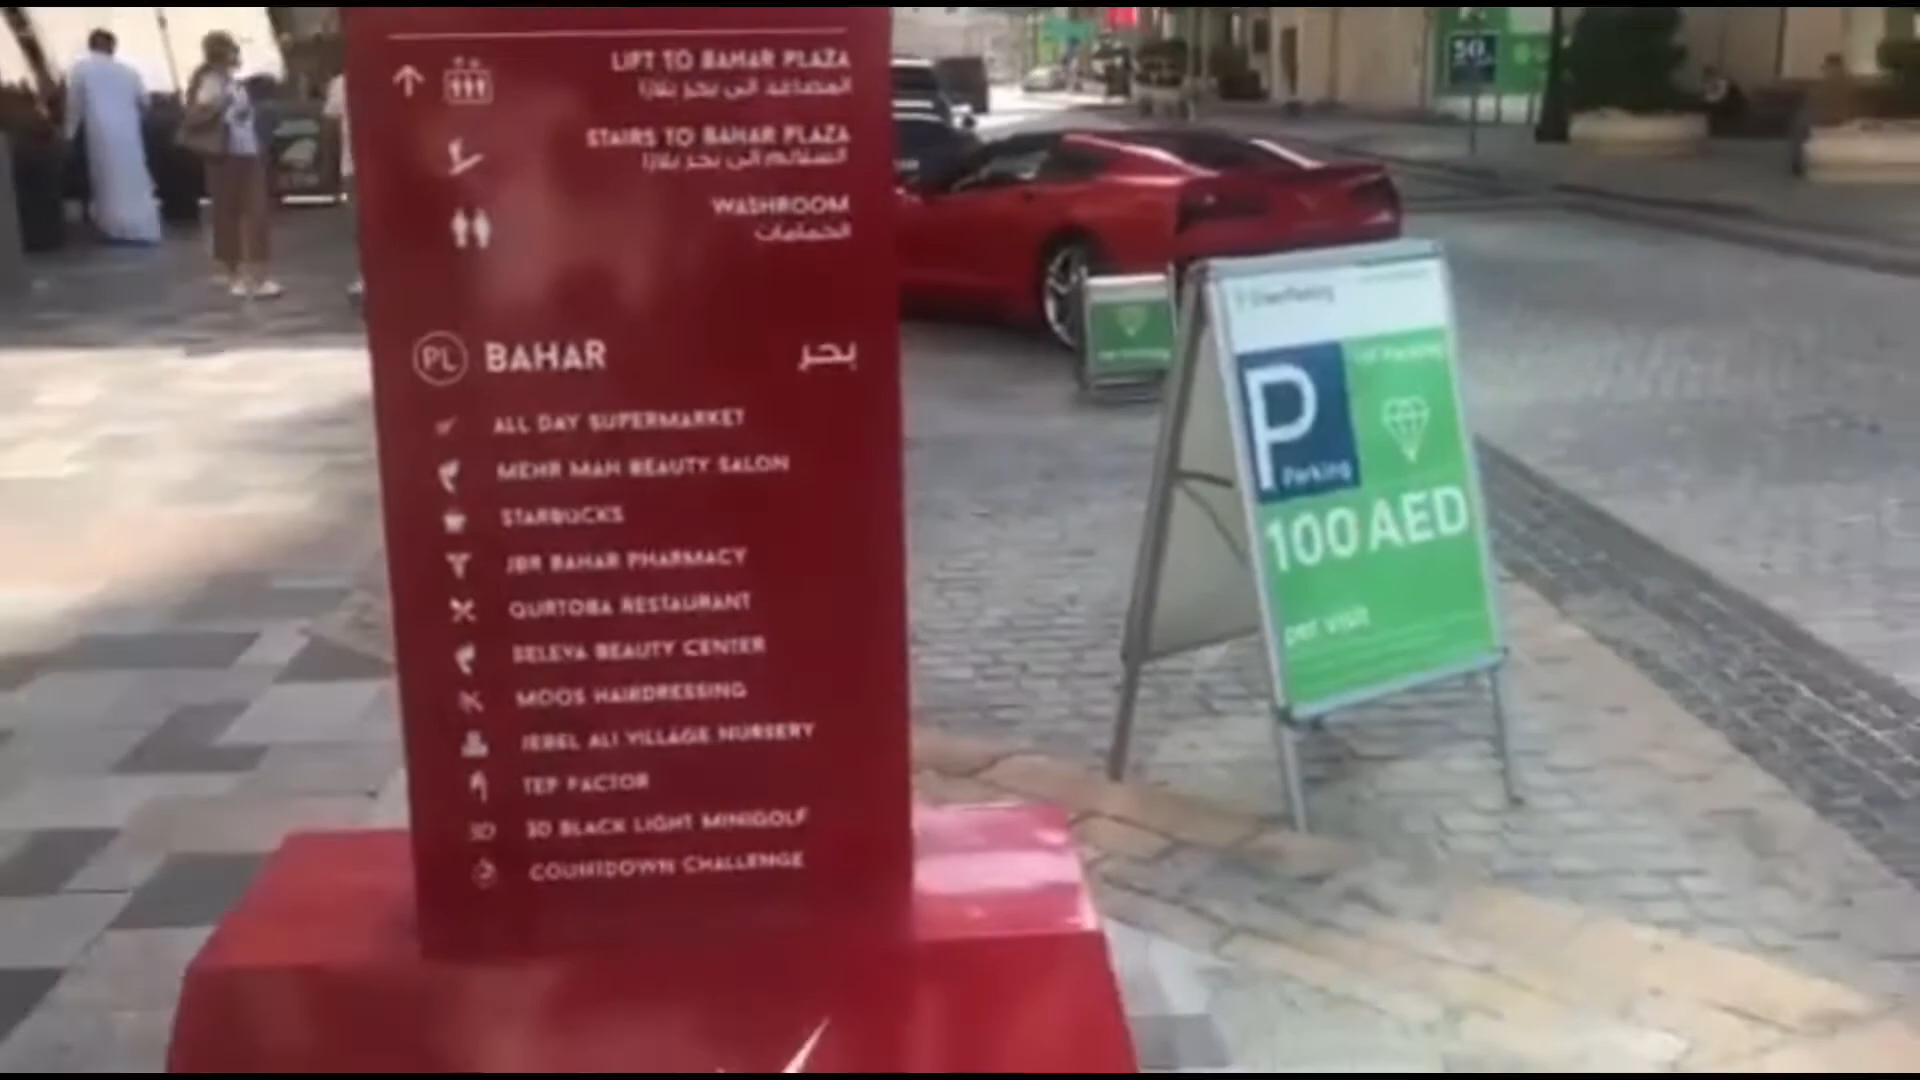 LIFT TO BAHAR PLAZA
المصاعد الى بحر بلازا
STAIRS TO BAHAR PLAZA
السلالم الى بحر بلازا
WASHROOM
الحمامات
PL BAHAR بحر
ALL DAY SUPERMARKET
MEHR MAH BEAUTY SALON
STARBUCKS
JBR BAHAR PHARMACY
QURTOBA RESTAURANT
BELEVA BEAUTY CENTER
MOOS HAIRDRESSING
JEBEL ALI VILLAGE NURSERY
TEP FACTOR
3D 3D BLACK LIGHT MINIGOLF
COUNTDOWN CHALLENGE
P
Parking
100 AED
per visit
50